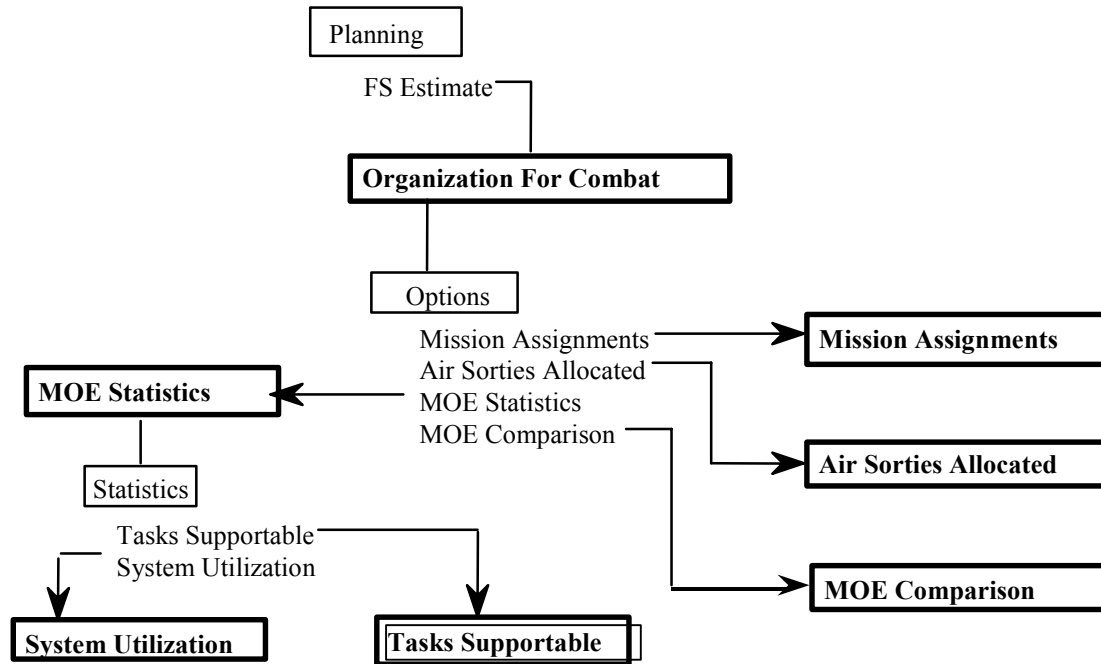 Planning
FS Estimate
Organization For Combat
Options
Mission Assignments
Mission Assignments
Air Sorties Allocated
MOE Statistics
MOE Statistics
MOE Comparison
Air Sorties Allocated
Statistics
Tasks Supportable
System Utilization
MOE Comparison
System Utilization
Tasks Supportable